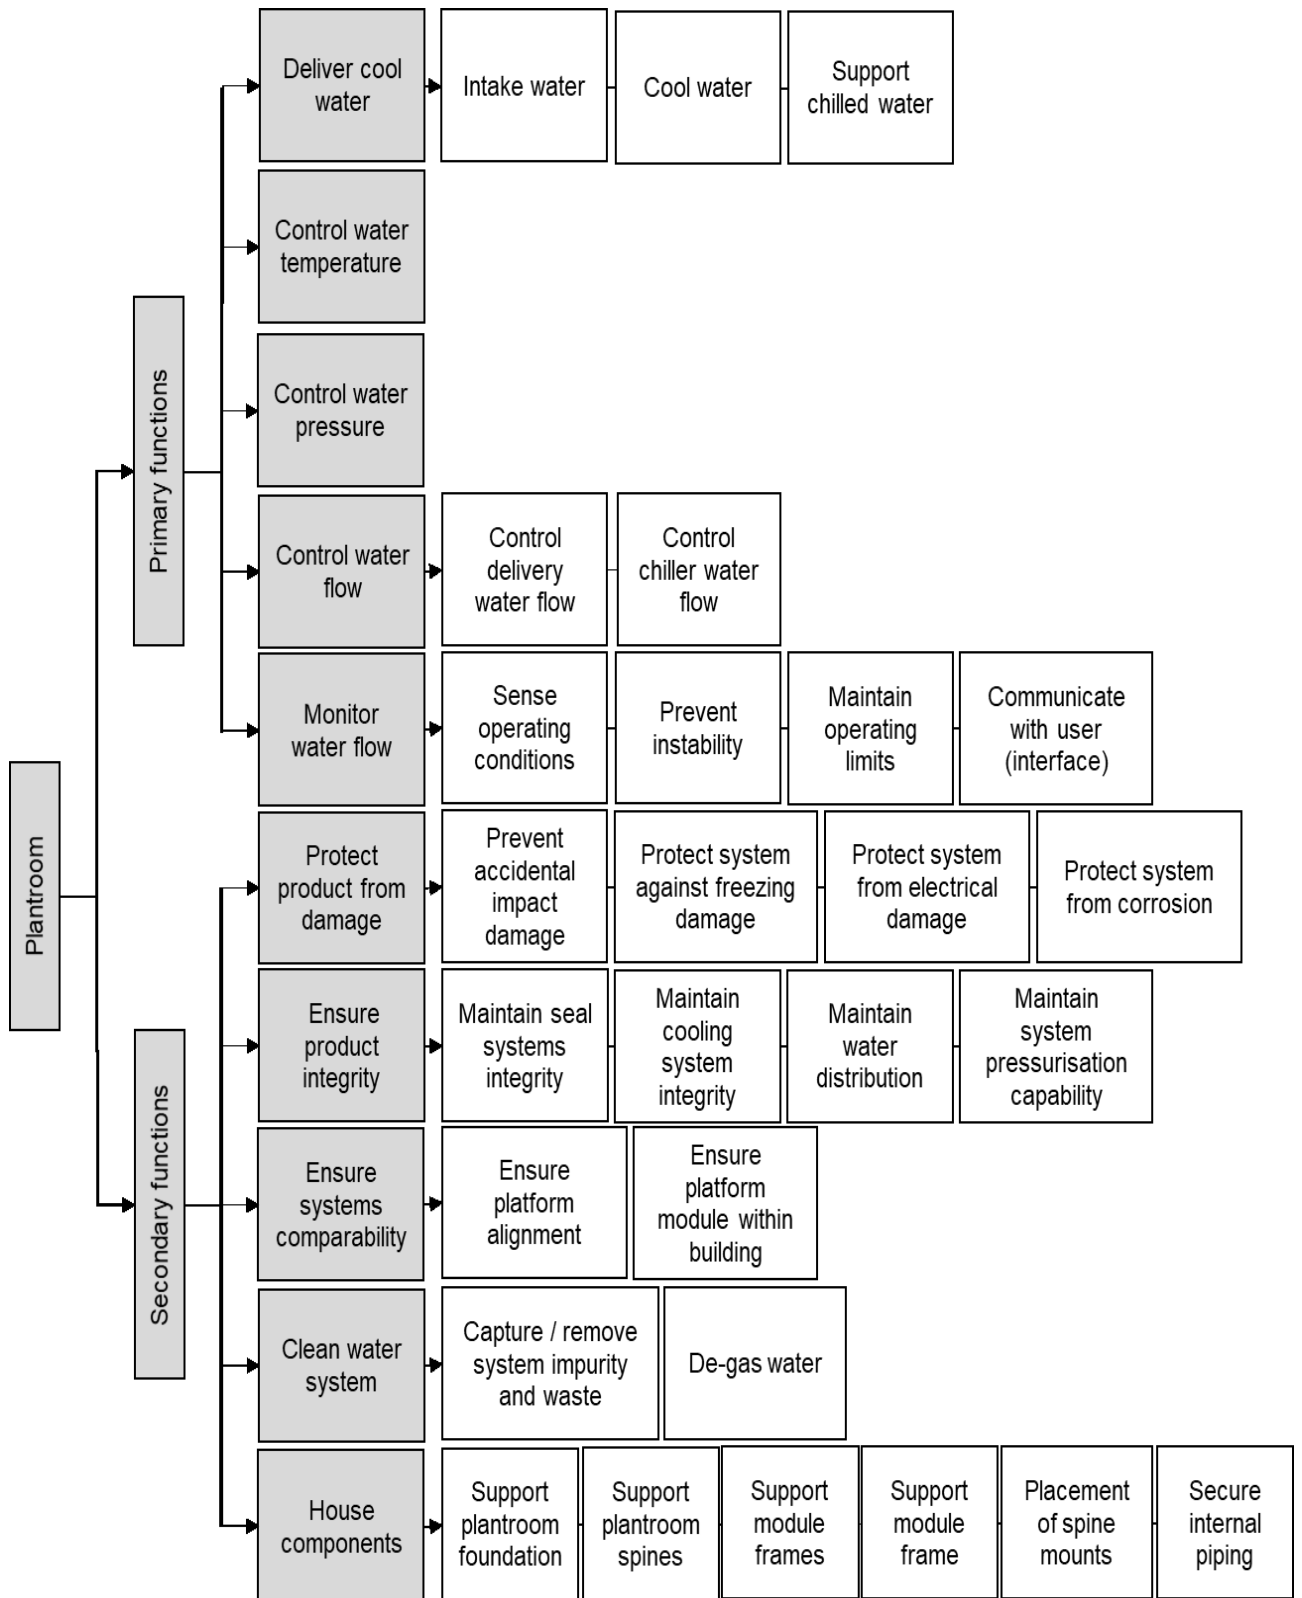 Plantroom
Primary functions
Deliver cool
water
Intake water
Cool water
Support
chilled water
Control water
temperature
Control water
pressure
Control water
flow
Control
delivery
water flow
Control
chiller water
flow
Monitor
water flow
Sense
operating
conditions
Prevent
instability
Maintain
operating
limits
Communicate
with user
(interface)
Secondary functions
Protect
product from
damage
Prevent
accidental
impact
damage
Protect system
against freezing
damage
Protect system
from electrical
damage
Protect system
from corrosion
Ensure
product
integrity
Maintain seal
systems
integrity
Maintain
cooling
system
integrity
Maintain
water
distribution
Maintain
system
pressurisation
capability
Ensure
systems
comparability
Ensure
platform
alignment
Ensure
platform
module within
building
Clean water
system
Capture / remove
system impurity
and waste
De-gas water
House
components
Support
plantroom
foundation
Support
plantroom
spines
Support
module
frames
Support
module
frame
Placement
of spine
mounts
Secure
internal
piping